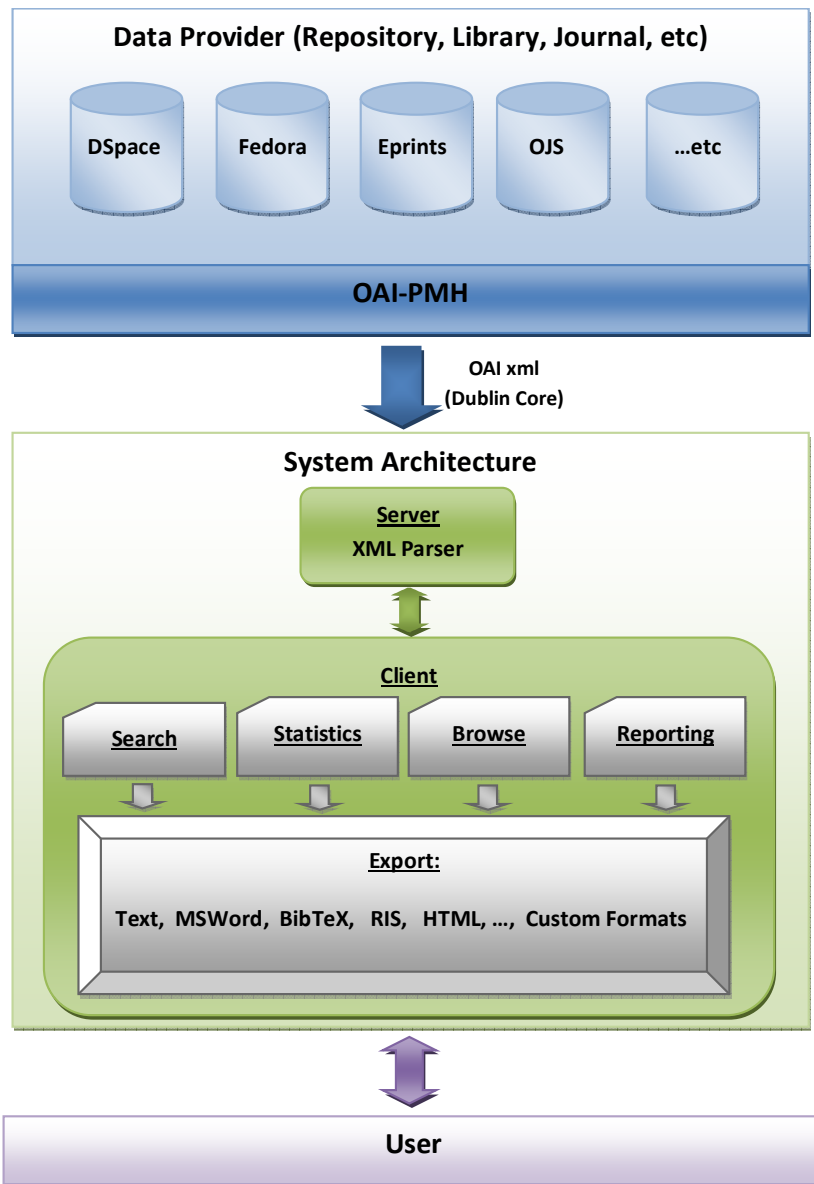 Data Provider (Repository, Library, Journal, etc)
DSpace
Fedora
Eprints
OJS
...etc
OAI-PMH
OAI xml
(Dublin Core)
System Architecture
Server
XML Parser
Client
Search
Statistics
Browse
Reporting
Export:
Text, MSWord, BibTeX, RIS, HTML, ..., Custom Formats
User